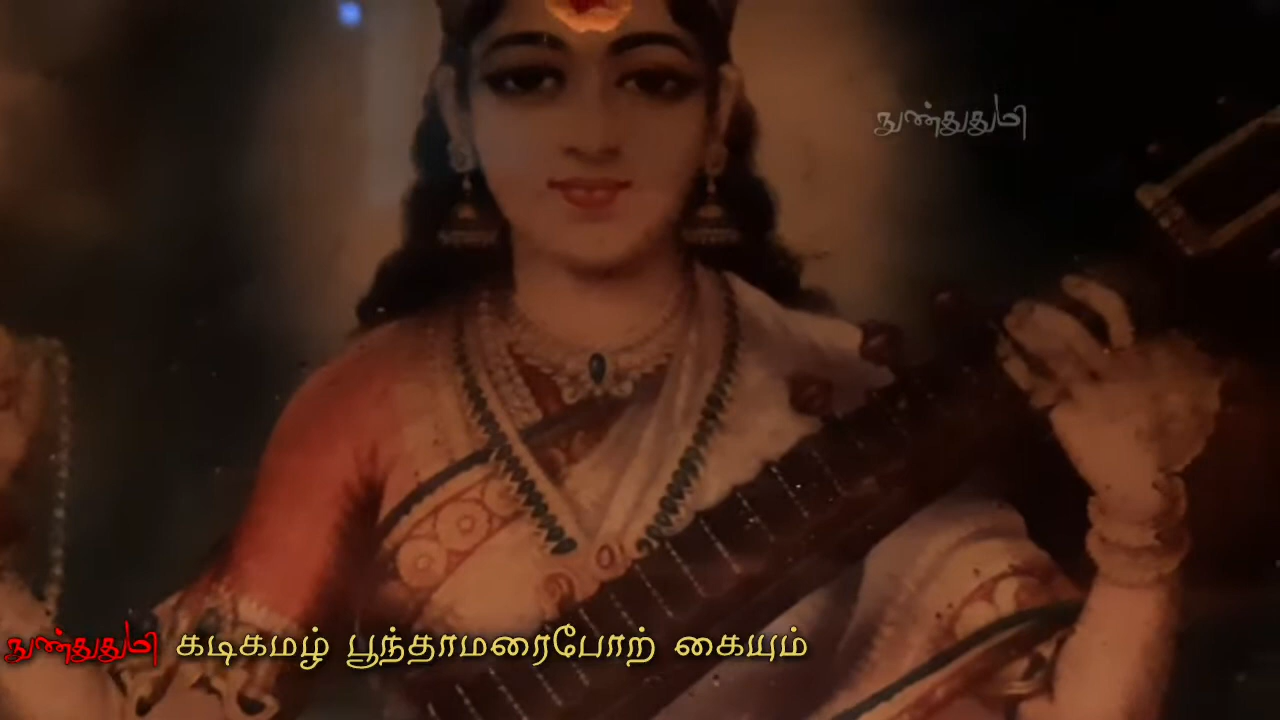 நுண்துதுமி
நுண்துதுமி கடிகமழ் பூந்தாமரைபோற் கையும்